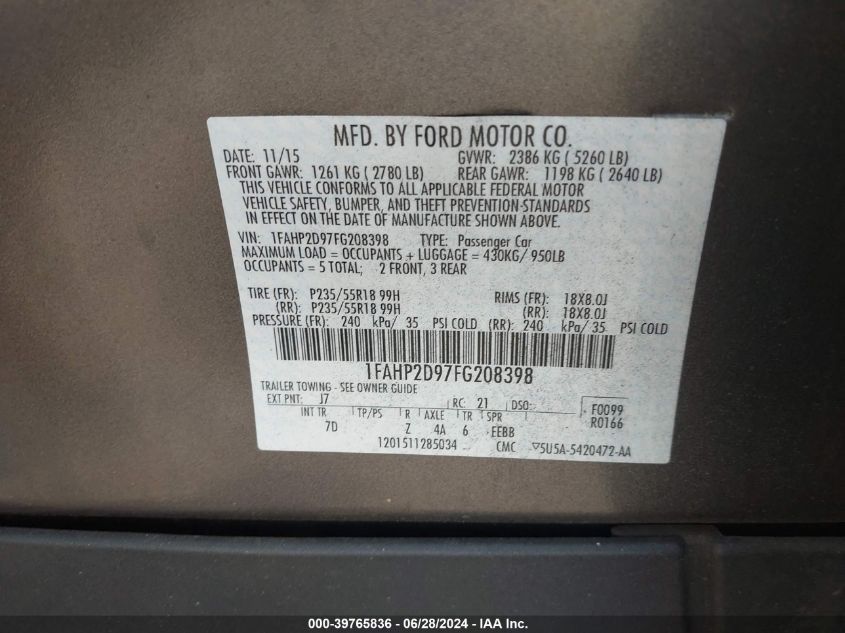 MFD. BY FORD MOTOR CO.
DATE: 11/15 GVWR: 2386 KG ( 5260 LB)
FRONT GAWR: 1261 KG ( 2780 LB) REAR GAWR: 1198 KG ( 2640 LB)
THIS VEHICLE CONFORMS TO ALL APPLICABLE FEDERAL MOTOR
VEHICLE SAFETY, BUMPER, AND THEFT PREVENTION STANDARDS
IN EFFECT ON THE DATE OF MANUFACTURE SHOWN ABOVE.
VIN: 1FAHP2D97FG208398 TYPE: Passenger Car
MAXIMUM LOAD = OCCUPANTS + LUGGAGE = 430KG/ 950LB
OCCUPANTS = 5 TOTAL; 2 FRONT, 3 REAR
TIRE (FR): P235/55R18 99H RIMS (FR): 18X8.0J
(RR): P235/55R18 99H (RR): 18X8.0J
PRESSURE (FR): 240 kPa/ 35 PSI COLD (RR): 240 kPa/ 35 PSI COLD
1FAHP2D97FG208398
TRAILER TOWING - SEE OWNER GUIDE
EXT PNT: J7 RC: 21 DSO: F0099
INT TR TP/PS R AXLE TR SPR R0166
7D Z 4A 6 EEBB
1201511285034 CMC ▽5U5A-5420472-AA
000-39765836 - 06/28/2024 - IAA Inc.